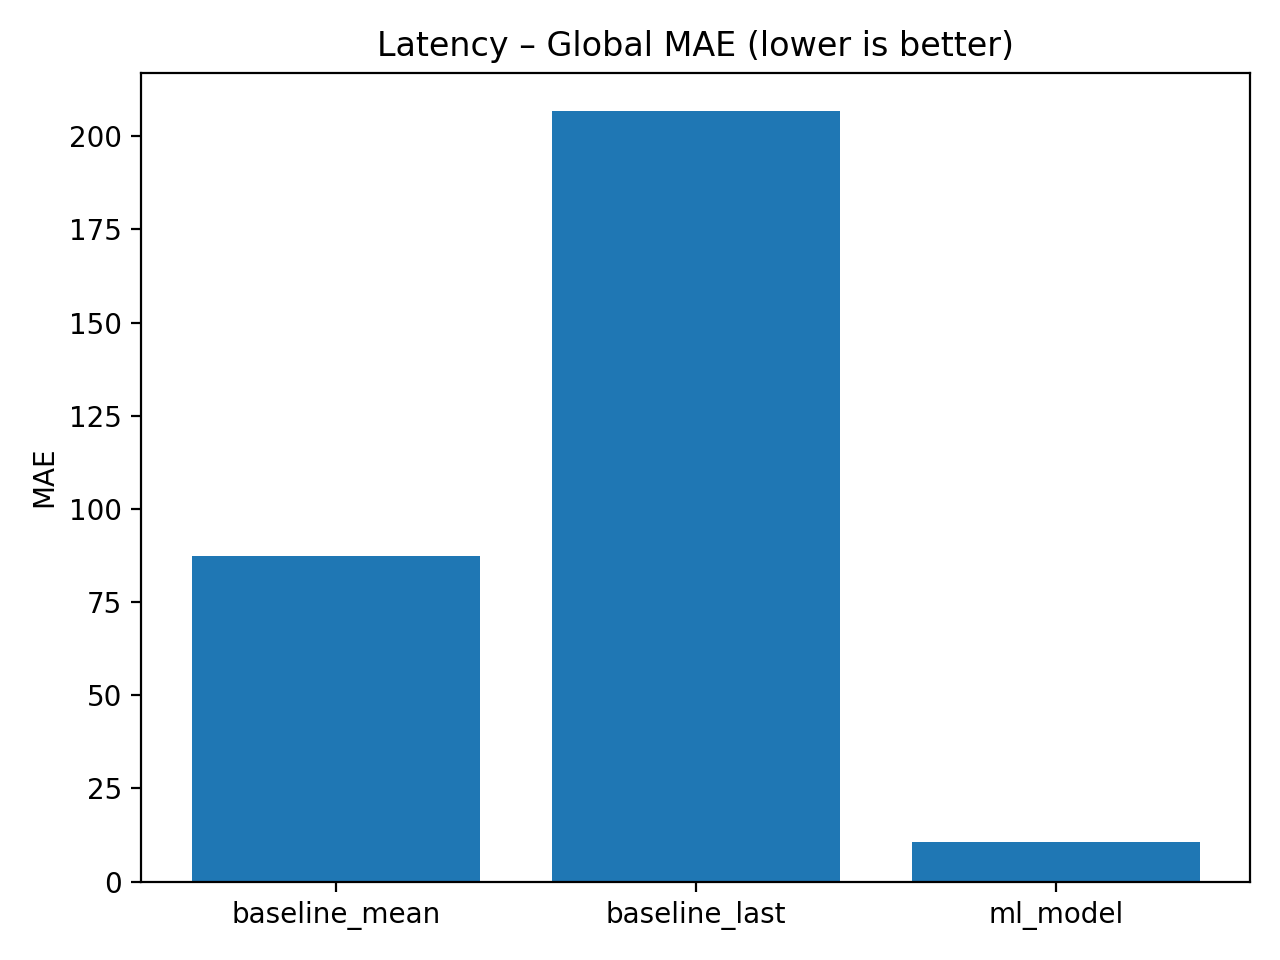 Latency – Global MAE (lower is better)
MAE
200
175
150
125
100
75
50
25
0
baseline_mean
baseline_last
ml_model